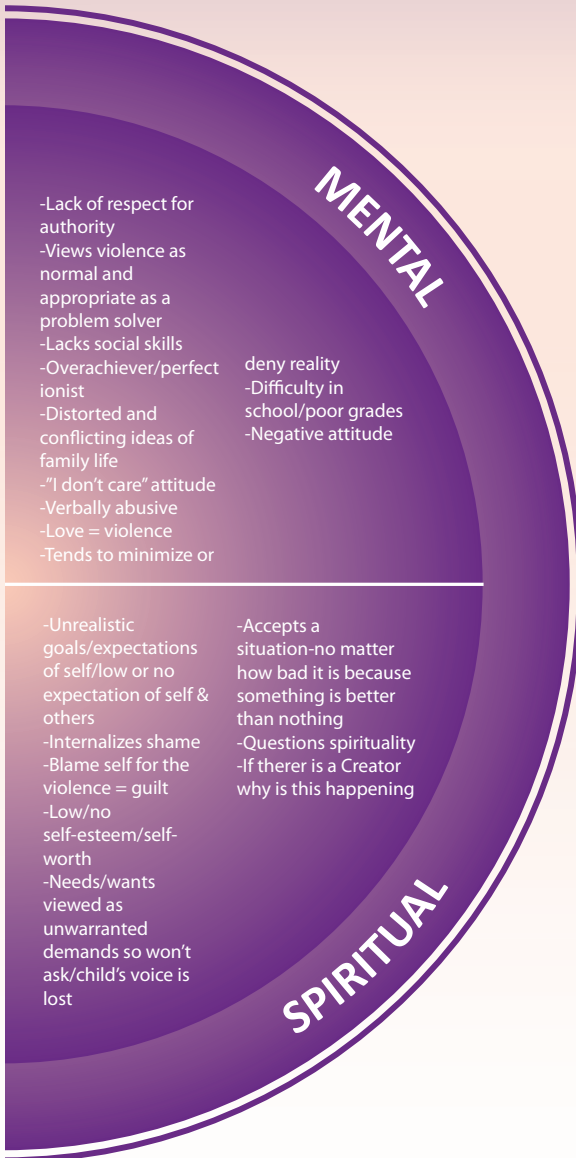 MENTAL
-Lack of respect for
authority
-Views violence as
normal and
appropriate as a
problem solver
-Lacks social skills
-Overachiever/perfect
ionist
-Distorted and
conflicting ideas of
family life
-"I don't care" attitude
-Verbally abusive
-Love = violence
-Tends to minimize or
deny reality
-Difficulty in
school/poor grades
-Negative attitude
-Unrealistic
goals/expectations
of self/low or no
expectation of self &
others
-Internalizes shame
-Blame self for the
violence = guilt
-Low/no
self-esteem/self-
worth
-Needs/wants
viewed as
unwarranted
demands so won't
ask/child's voice is
lost
-Accepts a
situation-no matter
how bad it is because
something is better
than nothing
-Questions spirituality
-If therer is a Creator
why is this happening
SPIRITUAL